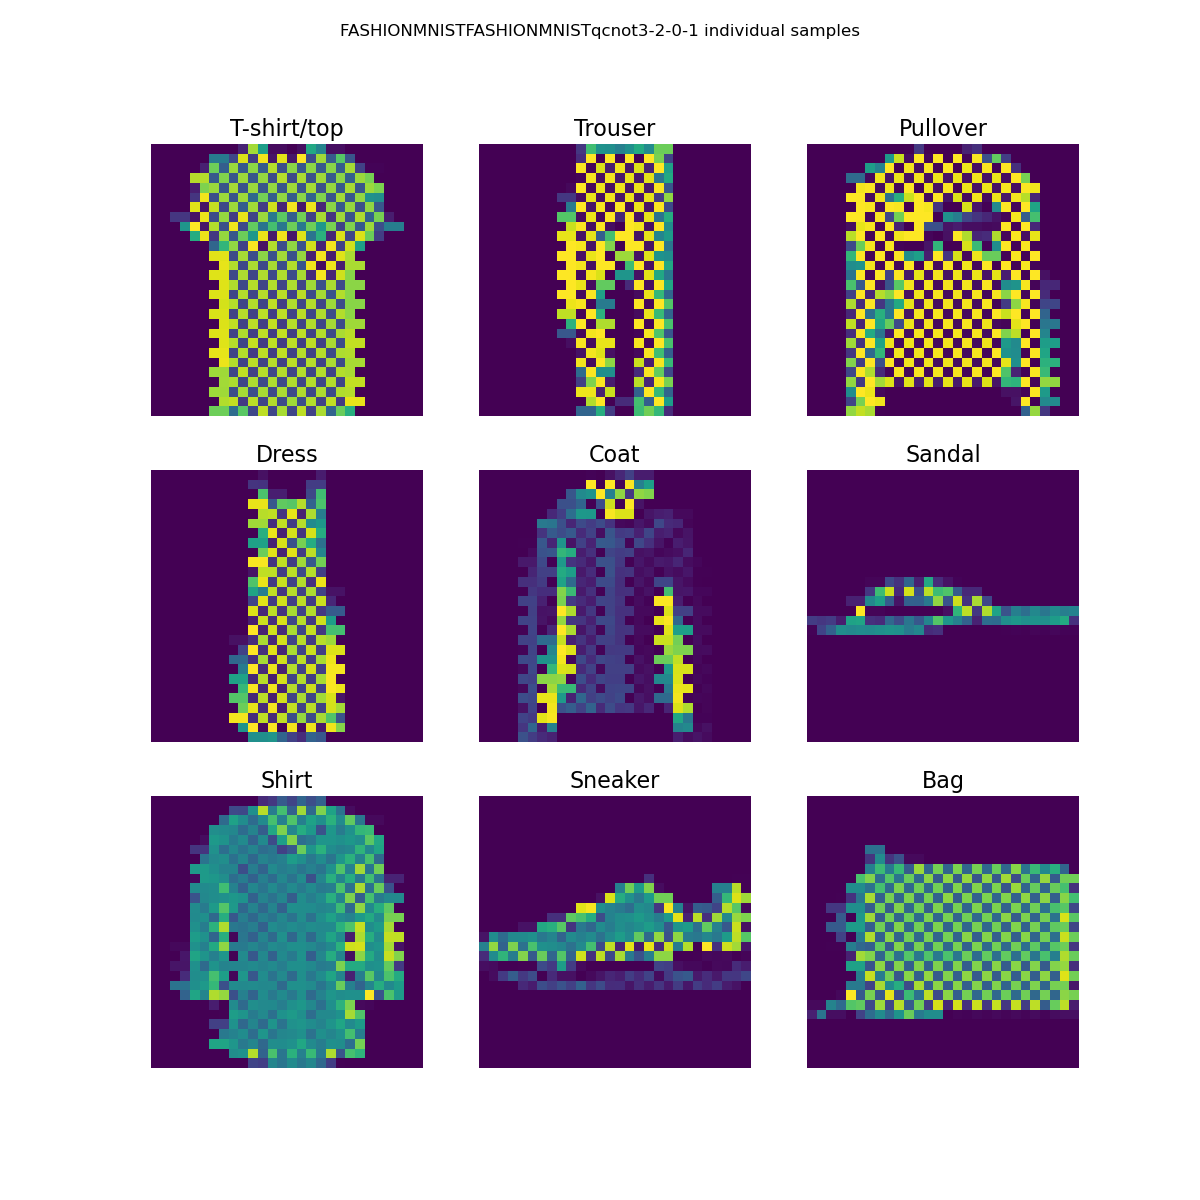 FASHIONMNISTFASHIONMNISTqcnot3-2-0-1 individual samples
T-shirt/top
Trouser
Pullover
Dress
Coat
Sandal
Shirt
Sneaker
Bag